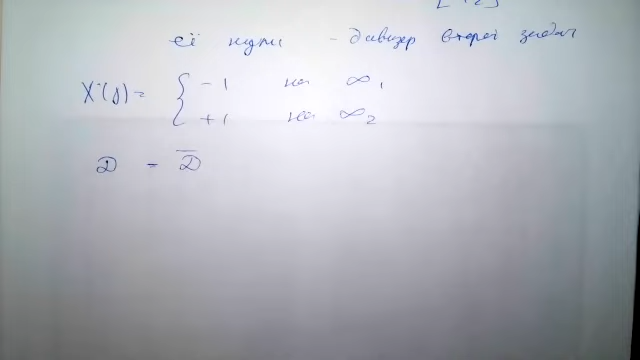 её нули - дивизор второй задачи
X(p) = { -1 на ∞₁
+1 на ∞₂
D = D̅